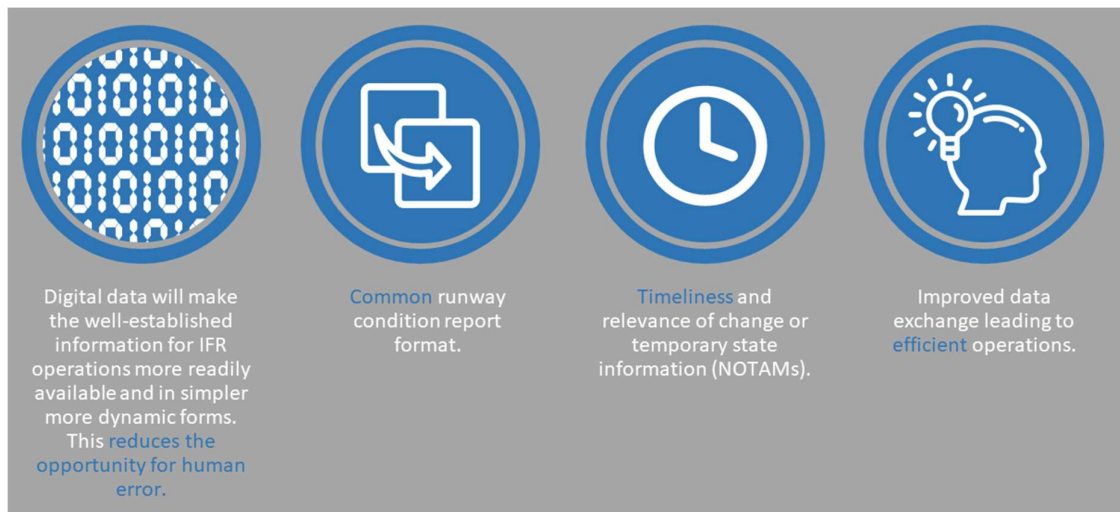 Digital data will make
the well-established
information for IFR
operations more readily
available and in simpler
more dynamic forms.
This reduces the
opportunity for human
error.
Common runway
condition report
format.
Timeliness and
relevance of change or
temporary state
information (NOTAMs).
Improved data
exchange leading to
efficient operations.